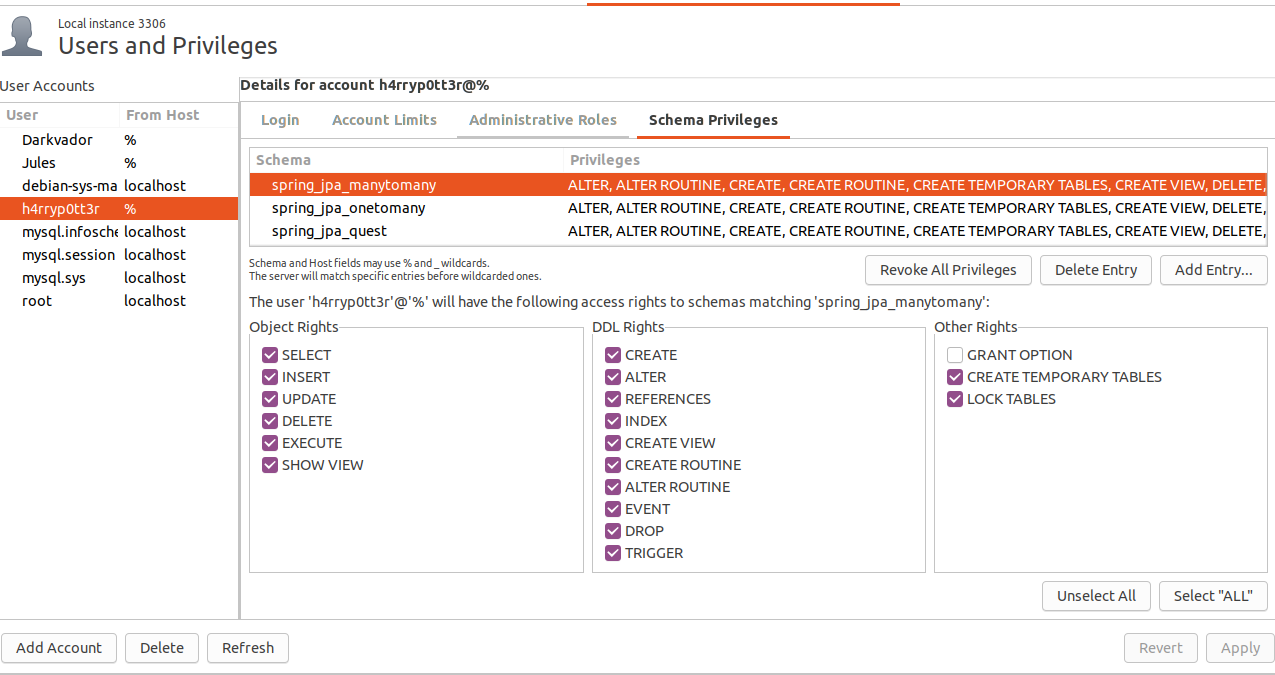 Local instance 3306
Users and Privileges
User Accounts
User From Host
Darkvador %
Jules %
debian-sys-ma localhost
h4rryp0tt3r %
mysql.infosche localhost
mysql.session localhost
mysql.sys localhost
root localhost
Details for account h4rryp0tt3r@%
Login Account Limits Administrative Roles Schema Privileges
Schema Privileges
spring_jpa_manytomany ALTER, ALTER ROUTINE, CREATE, CREATE ROUTINE, CREATE TEMPORARY TABLES, CREATE VIEW, DELETE,
spring_jpa_onetomany ALTER, ALTER ROUTINE, CREATE, CREATE ROUTINE, CREATE TEMPORARY TABLES, CREATE VIEW, DELETE,
spring_jpa_quest ALTER, ALTER ROUTINE, CREATE, CREATE ROUTINE, CREATE TEMPORARY TABLES, CREATE VIEW, DELETE,
Schema and Host fields may use % and _ wildcards.
The server will match specific entries before wildcarded ones.
Revoke All Privileges Delete Entry Add Entry...
The user 'h4rryp0tt3r'@'%' will have the following access rights to schemas matching 'spring_jpa_manytomany':
Object Rights
SELECT
INSERT
UPDATE
DELETE
EXECUTE
SHOW VIEW
DDL Rights
CREATE
ALTER
REFERENCES
INDEX
CREATE VIEW
CREATE ROUTINE
ALTER ROUTINE
EVENT
DROP
TRIGGER
Other Rights
GRANT OPTION
CREATE TEMPORARY TABLES
LOCK TABLES
Unselect All Select "ALL"
Add Account Delete Refresh Revert Apply